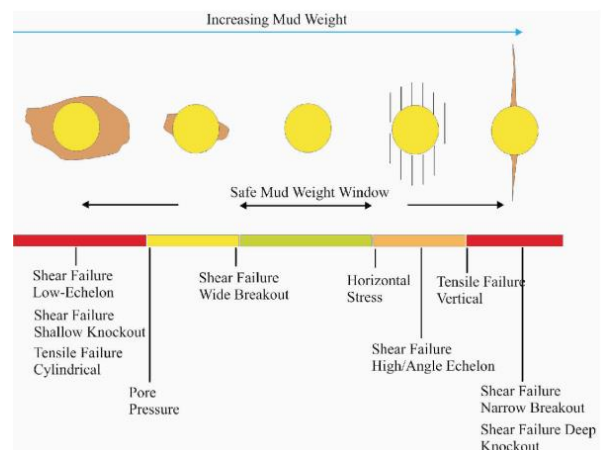 Increasing Mud Weight
Safe Mud Weight Window
Shear Failure
Low-Echelon
Shear Failure
Shallow Knockout
Tensile Failure
Cylindrical
Pore
Pressure
Shear Failure
Wide Breakout
Horizontal
Stress
Shear Failure
High/Angle Echelon
Tensile Failure
Vertical
Shear Failure
Narrow Breakout
Shear Failure Deep
Knockout